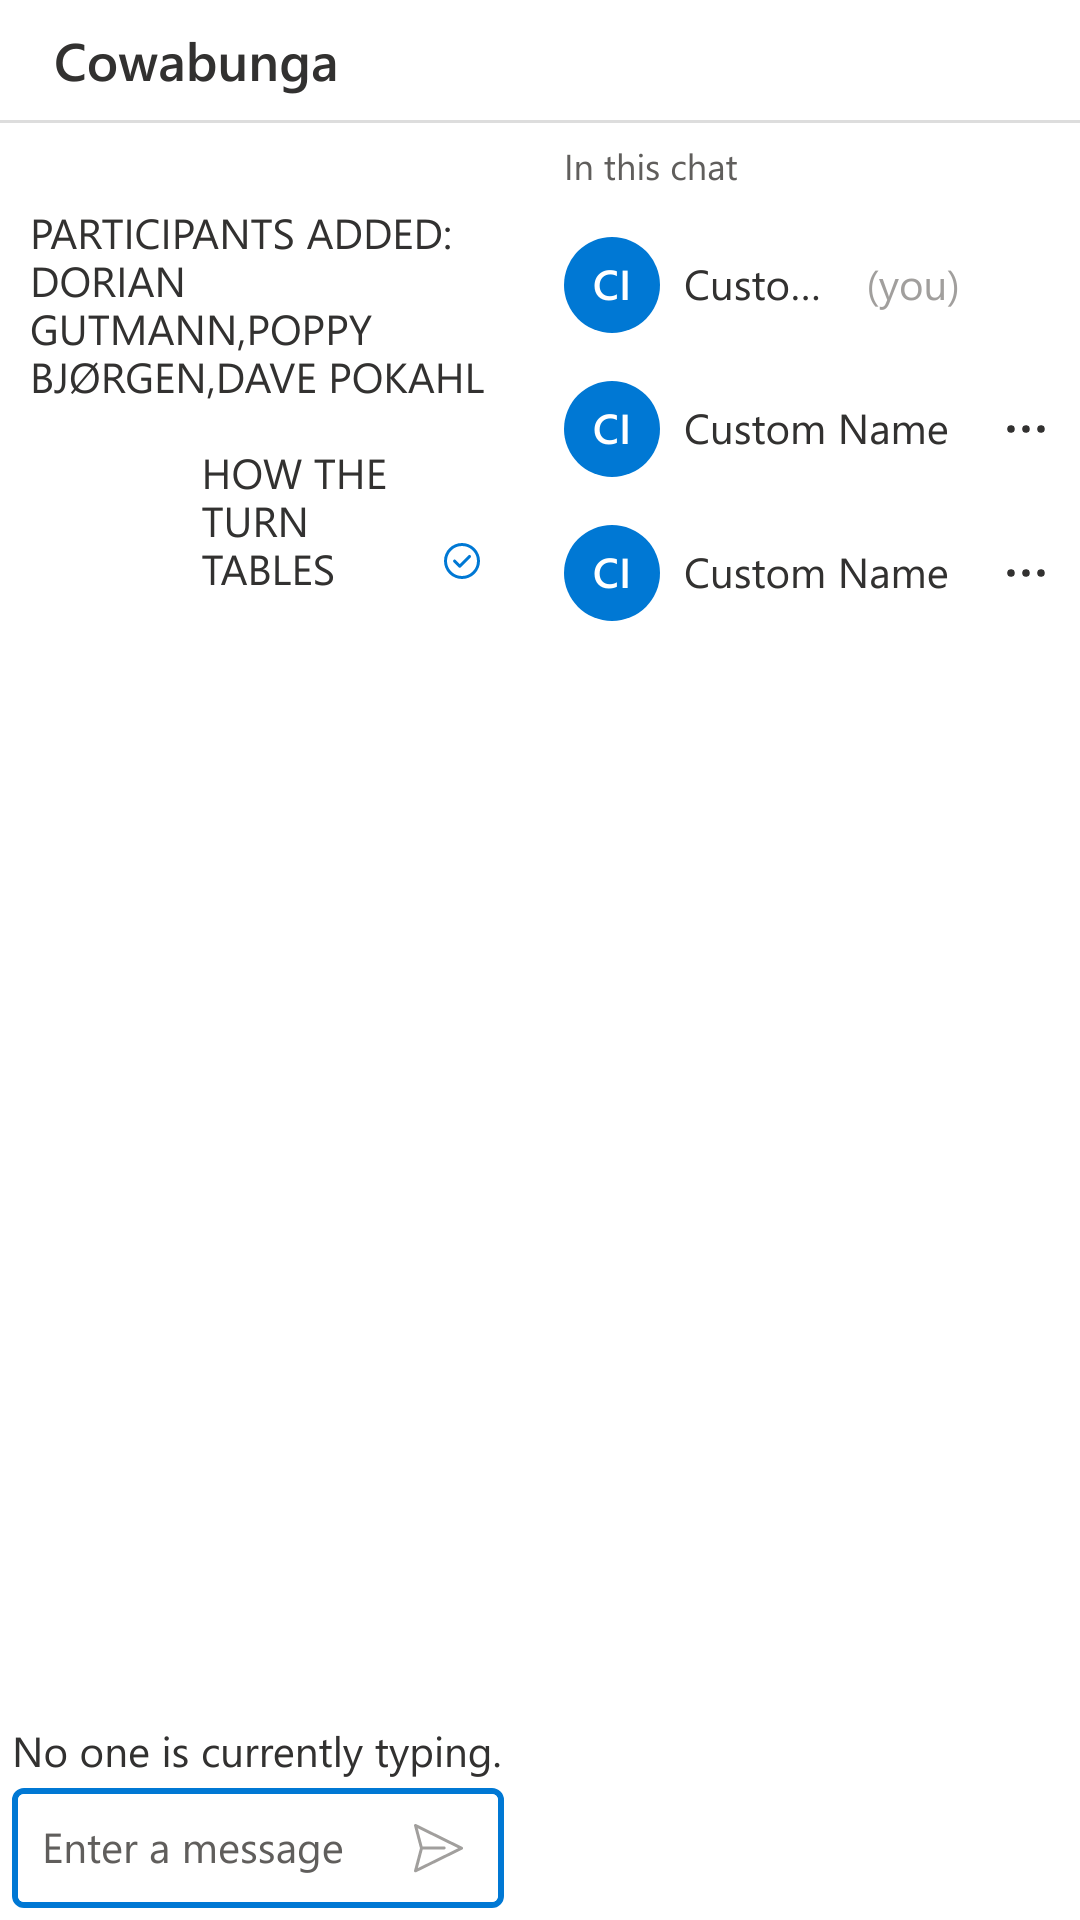 Cowabunga
PARTICIPANTS ADDED:
DORIAN
GUTMANN,POPPY
BJØRGEN,DAVE POKAHL
HOW THE
TURN
TABLES
In this chat
CI Custo... (you)
CI Custom Name
CI Custom Name
No one is currently typing.
Enter a message